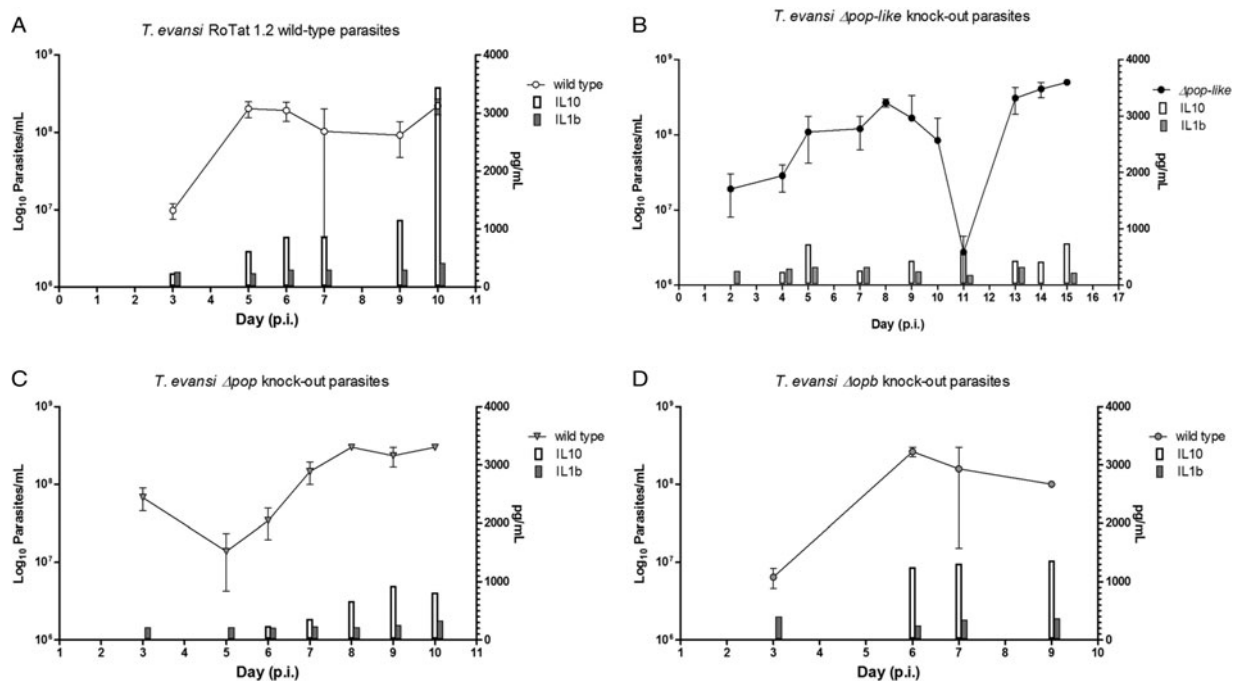 A
T. evansi RoTat 1.2 wild-type parasites
10⁹
10⁸
10⁷
10⁶
Log₁₀ Parasites/mL
4000
3000
2000
1000
0
pg/mL
wild type
IL10
IL1b
0 1 2 3 4 5 6 7 8 9 10 11
Day (p.i.)
B
T. evansi Δpop-like knock-out parasites
10⁹
10⁸
10⁷
10⁶
Log₁₀ Parasites/mL
4000
3000
2000
1000
0
pg/mL
Δpop-like
IL10
IL1b
0 1 2 3 4 5 6 7 8 9 10 11 12 13 14 15 16 17
Day (p.i.)
C
T. evansi Δpop knock-out parasites
10⁹
10⁸
10⁷
10⁶
Log₁₀ Parasites/mL
4000
3000
2000
1000
0
pg/mL
wild type
IL10
IL1b
1 2 3 4 5 6 7 8 9 10 11
Day (p.i.)
D
T. evansi Δopb knock-out parasites
10⁹
10⁸
10⁷
10⁶
Log₁₀ Parasites/mL
4000
3000
2000
1000
0
pg/mL
wild type
IL10
IL1b
1 2 3 4 5 6 7 8 9 10
Day (p.i.)